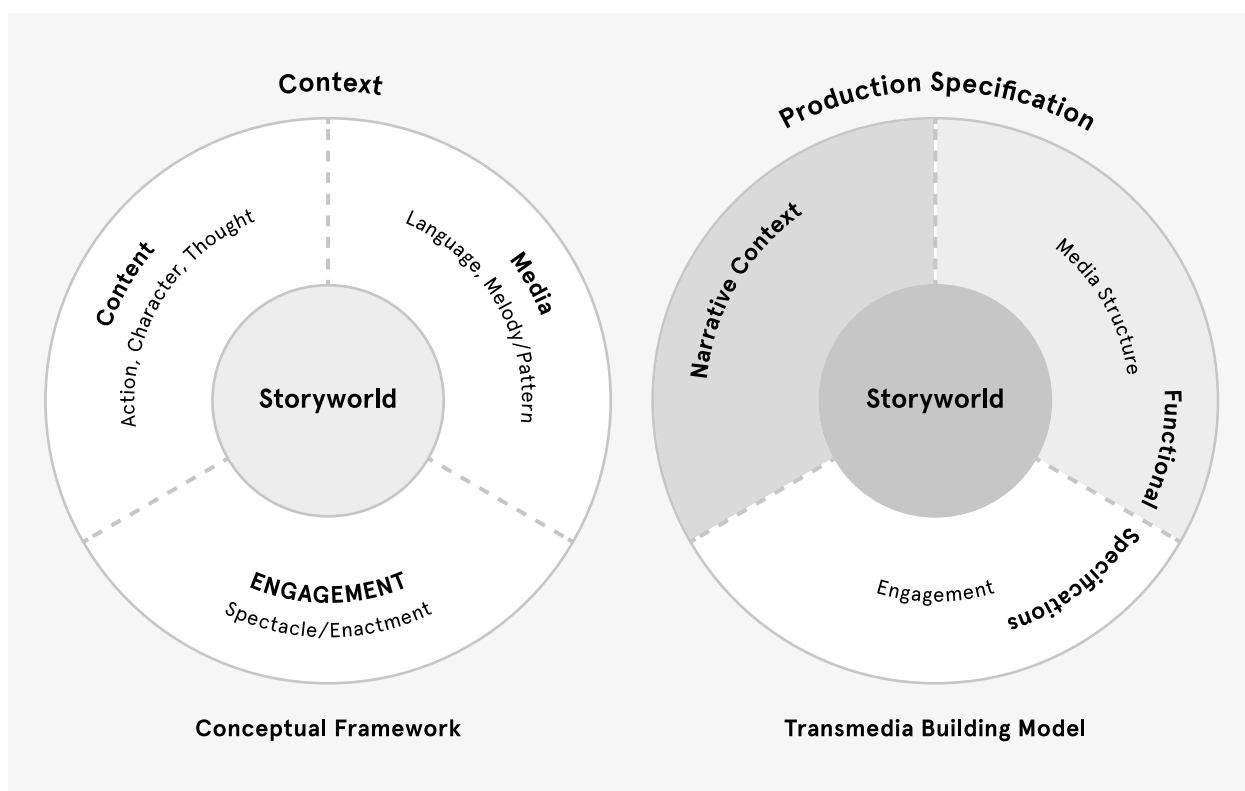 Context
Content
Action, Character, Thought
Media
Language, Melody/Pattern
Storyworld
ENGAGEMENT
Spectacle/Enactment
Conceptual Framework
Production Specification
Narrative Context
Media Structure
Functional Specifications
Storyworld
Engagement
Transmedia Building Model